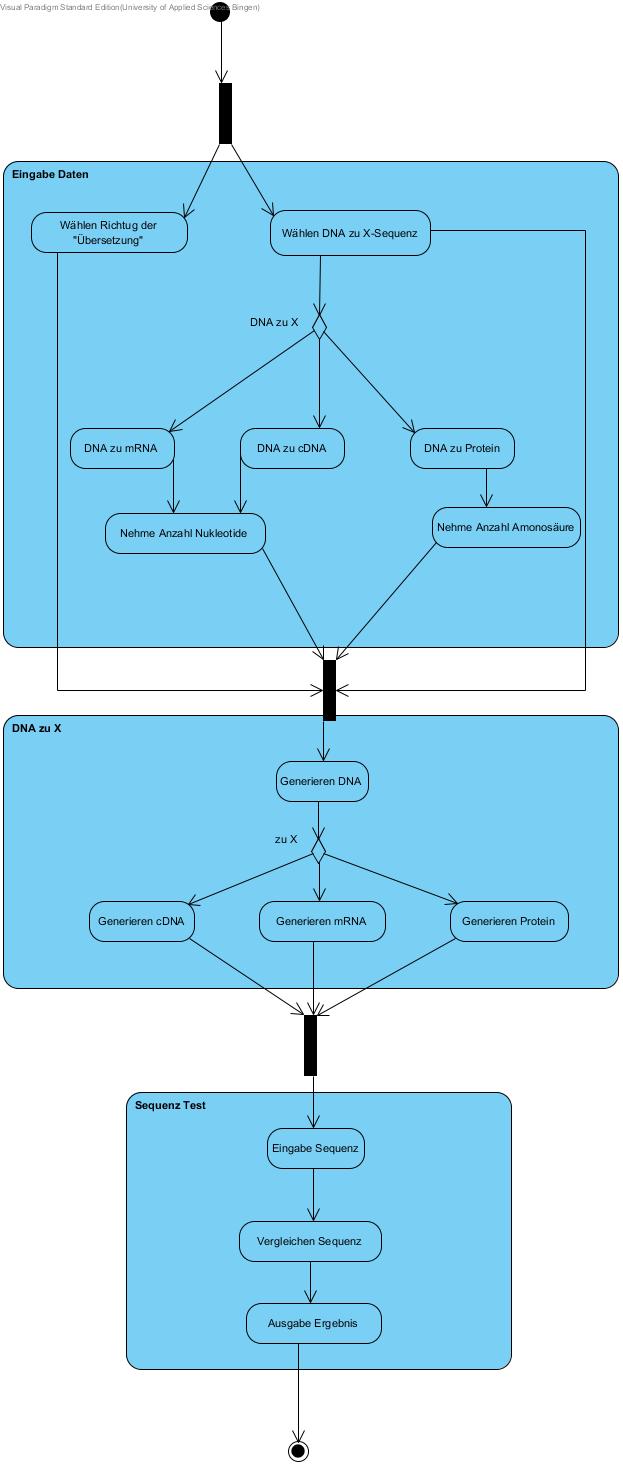 Visual Paradigm Standard Edition(University of Applied Sciences Bingen)
Eingabe Daten
Wählen Richtug der
"Übersetzung"
Wählen DNA zu X-Sequenz
DNA zu X
DNA zu mRNA
DNA zu cDNA
DNA zu Protein
Nehme Anzahl Nukleotide
Nehme Anzahl Amonosäure
DNA zu X
Generieren DNA
zu X
Generieren cDNA
Generieren mRNA
Generieren Protein
Sequenz Test
Eingabe Sequenz
Vergleichen Sequenz
Ausgabe Ergebnis